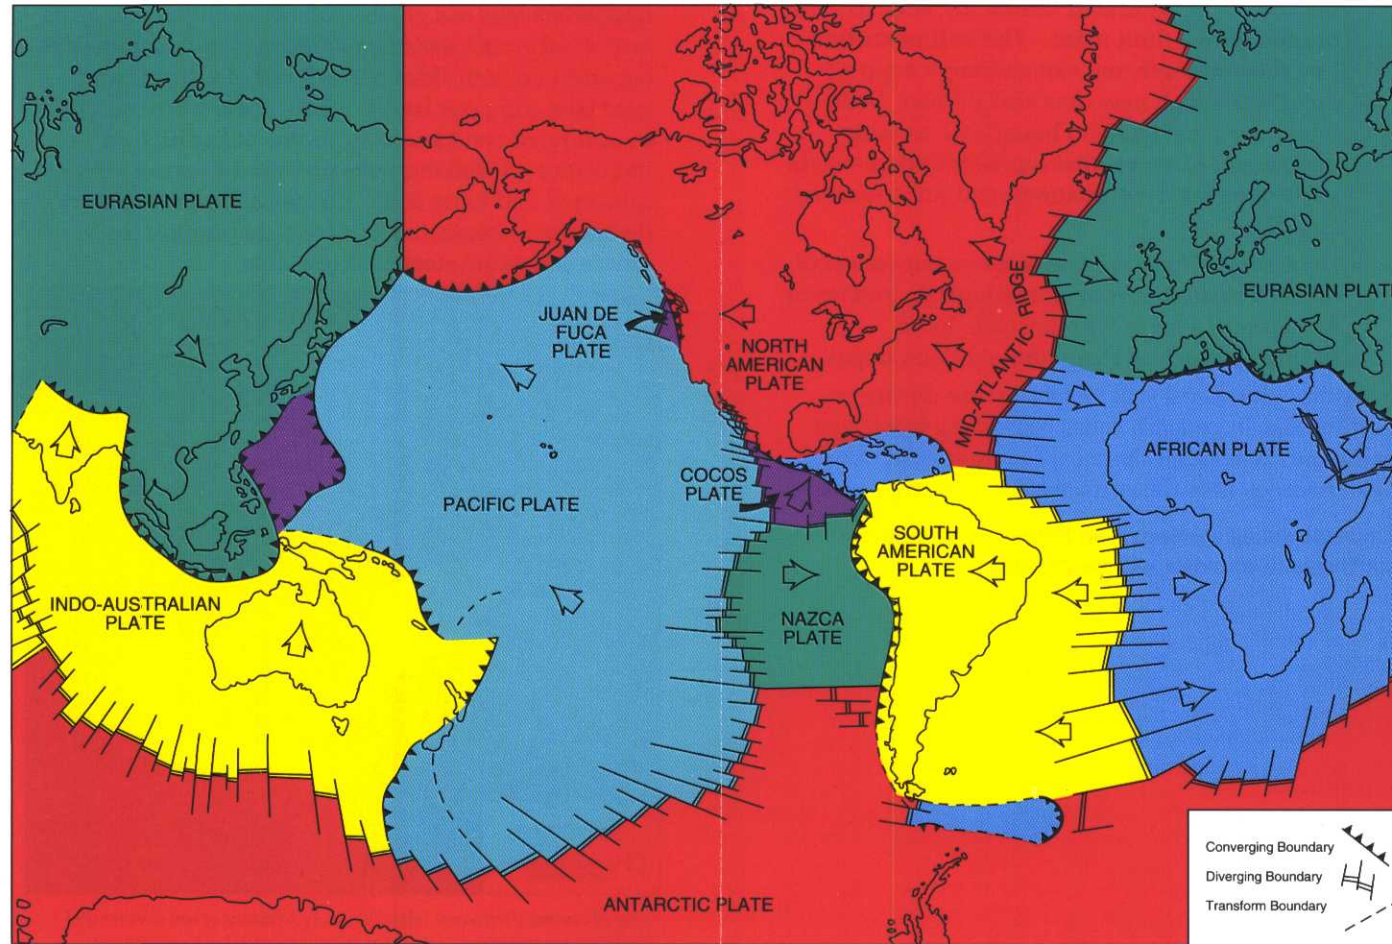 EURASIAN PLATE
JUAN DE
FUCA
PLATE
NORTH
AMERICAN
PLATE
MID-ATLANTIC RIDGE
EURASIAN PLAT
AFRICAN PLATE
COCOS
PLATE
PACIFIC PLATE
SOUTH
AMERICAN
PLATE
INDO-AUSTRALIAN
PLATE
NAZCA
PLATE
ANTARCTIC PLATE
Converging Boundary
Diverging Boundary
Transform Boundary